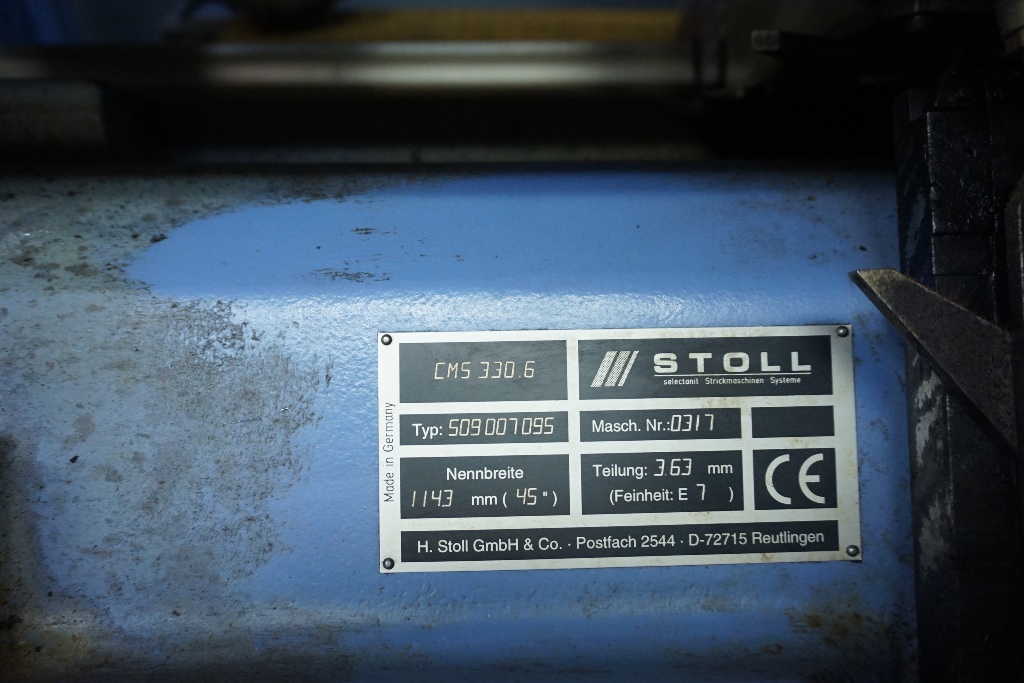 CMS 330.6
STOLL
selectanit · Strickmaschinen · Systeme
Typ: 509 007 095
Masch. Nr.: 0317
Made in Germany
Nennbreite
1143 mm ( 45 " )
Teilung: 3.63 mm
(Feinheit: E 7 )
CE
H. Stoll GmbH & Co. · Postfach 2544 · D-72715 Reutlingen